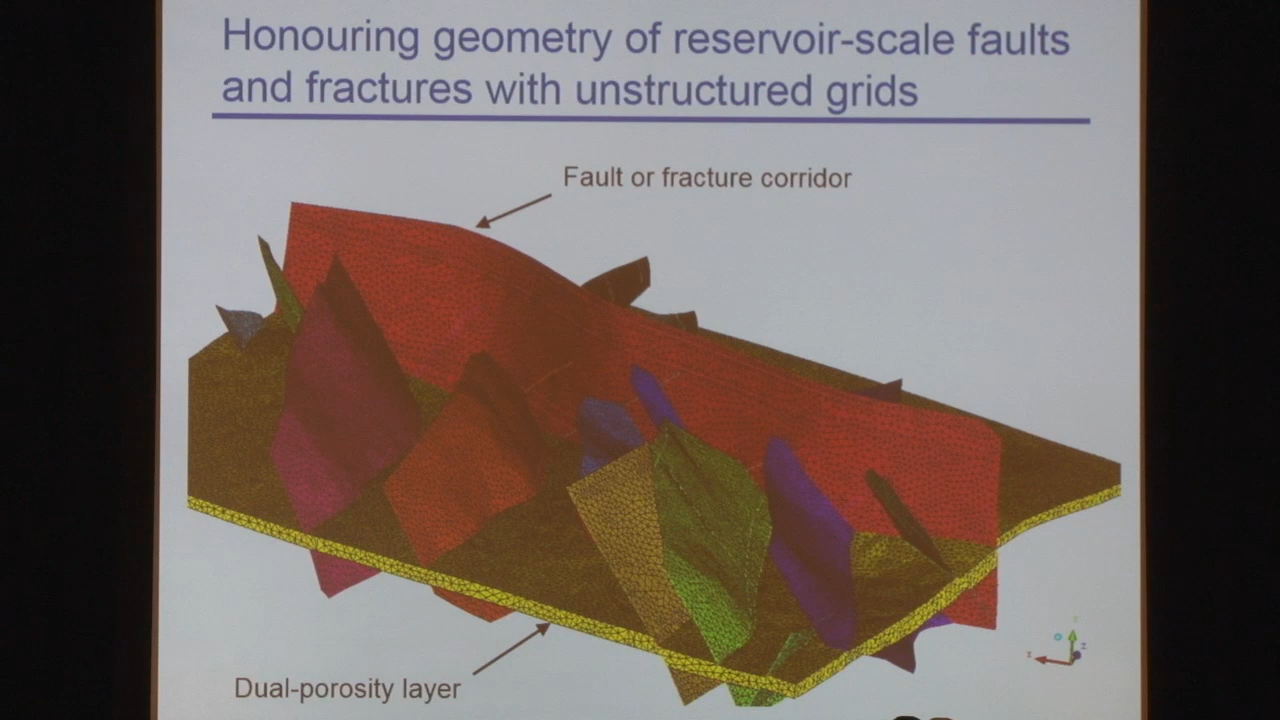 Honouring geometry of reservoir-scale faults
and fractures with unstructured grids
Fault or fracture corridor
Dual-porosity layer